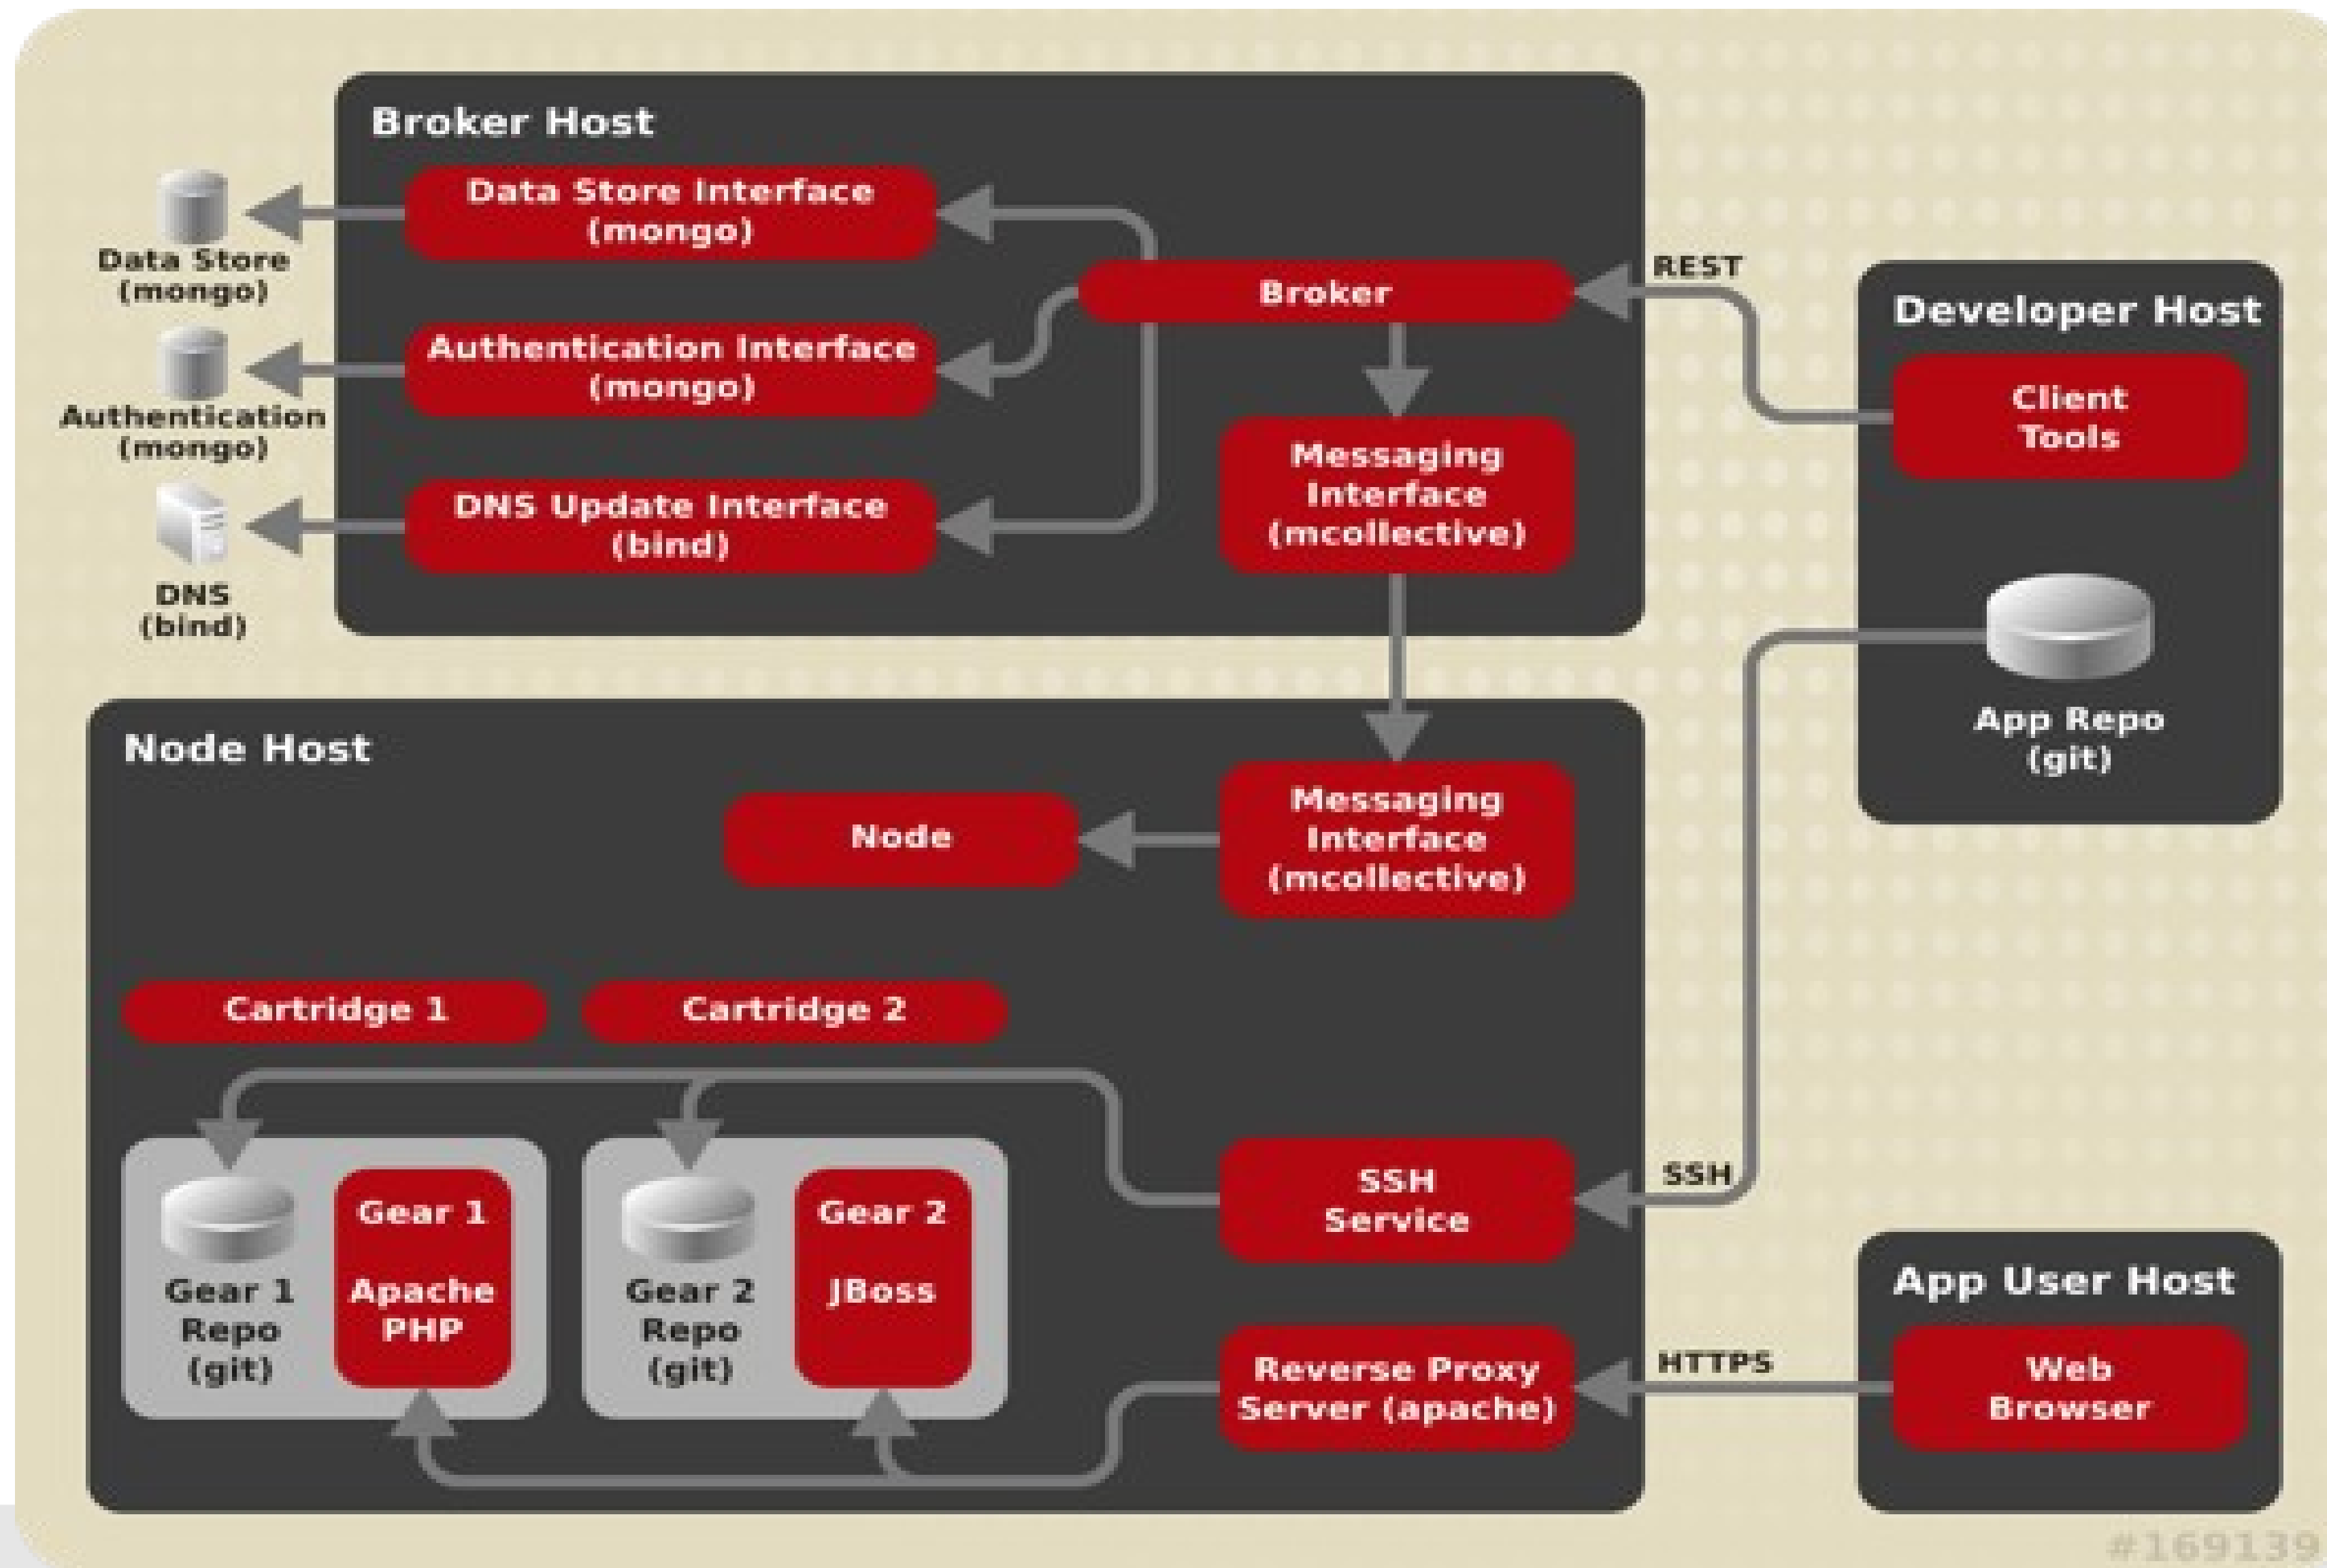 Broker Host
Data Store Interface
(mongo)
Data Store
(mongo)
Broker
REST
Developer Host
Authentication Interface
(mongo)
Authentication
(mongo)
Client
Tools
Messaging
Interface
(mcollective)
DNS Update Interface
(bind)
DNS
(bind)
App Repo
(git)
Node Host
Messaging
Interface
(mcollective)
Node
Cartridge 1
Cartridge 2
SSH
Service
SSH
Gear 1
Repo
(git)
Gear 1
Apache
PHP
Gear 2
Repo
(git)
Gear 2
JBoss
App User Host
Reverse Proxy
Server (apache)
HTTPS
Web
Browser
#169139